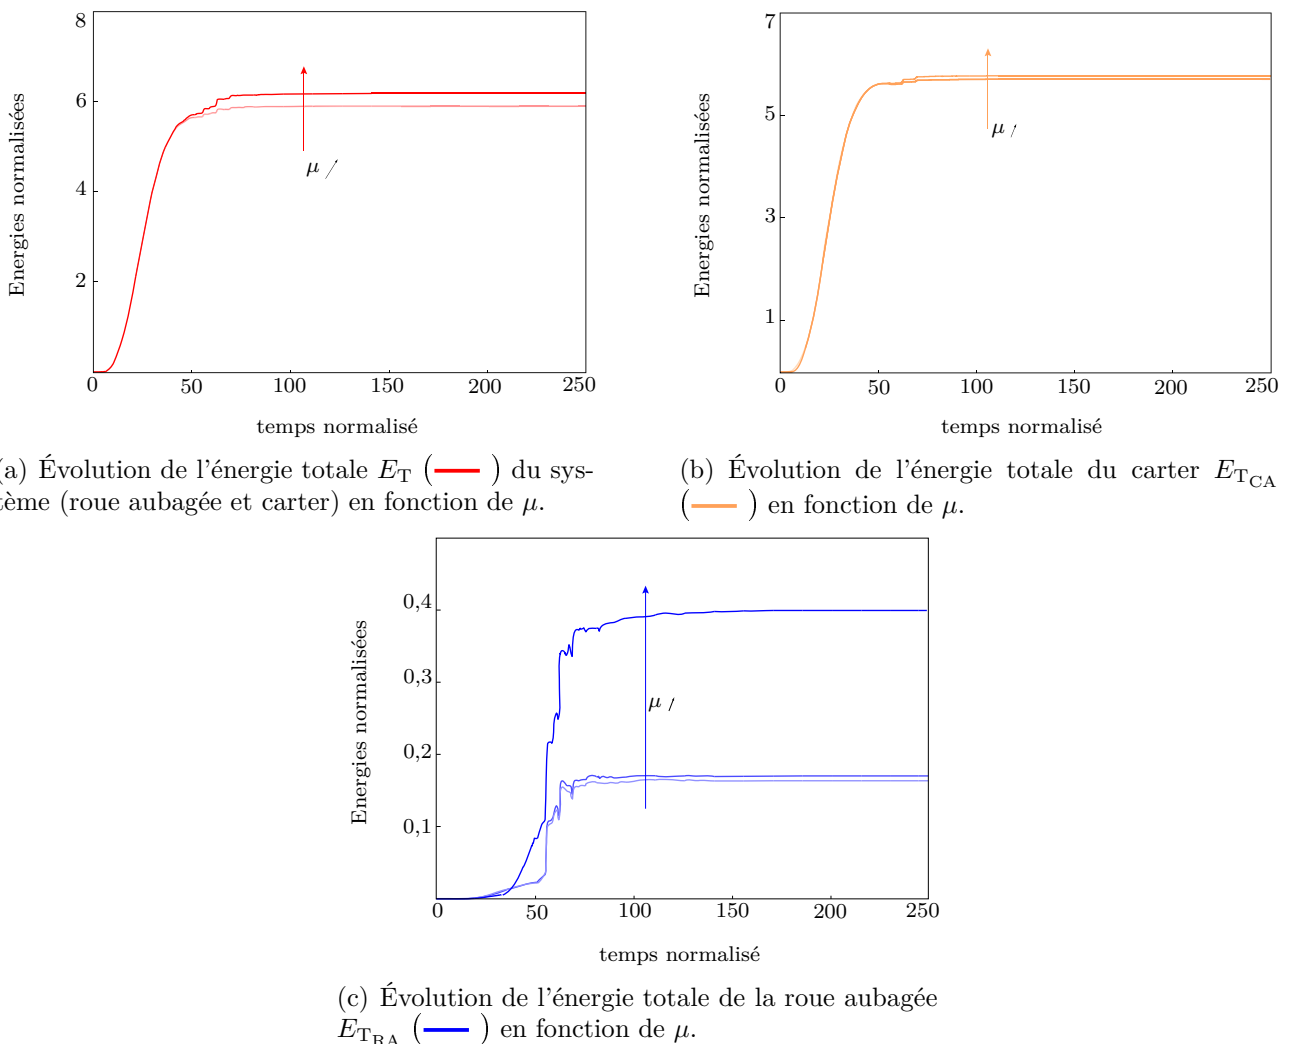 8
6
4
2
0 50 100 150 200 250
Energies normalisées
temps normalisé
μ
7
5
3
1
0 50 100 150 200 250
Energies normalisées
temps normalisé
μ
(a) Évolution de l'énergie totale E_T ( ) du sys-
tème (roue aubagée et carter) en fonction de μ.
(b) Évolution de l'énergie totale du carter E_TCA
( ) en fonction de μ.
0,4
0,3
0,2
0,1
0 50 100 150 200 250
Energies normalisées
temps normalisé
μ
(c) Évolution de l'énergie totale de la roue aubagée
E_TRA ( ) en fonction de μ.